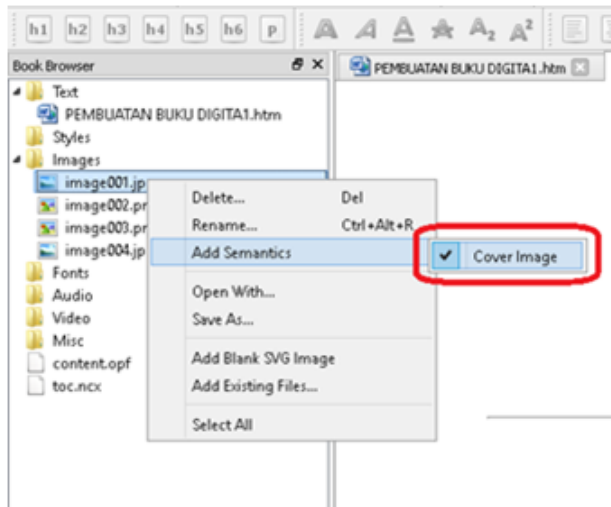 h1 h2 h3 h4 h5 h6 p A A A A A₂ A²
Book Browser
PEMBUATAN BUKU DIGITA1.htm
Text
PEMBUATAN BUKU DIGITA1.htm
Styles
Images
image001.jp
image002.pr
image003.pr
image004.jp
Fonts
Audio
Video
Misc
content.opf
toc.ncx
Delete... Del
Rename... Ctrl+Alt+R
Add Semantics
Cover Image
Open With...
Save As...
Add Blank SVG Image
Add Existing Files...
Select All